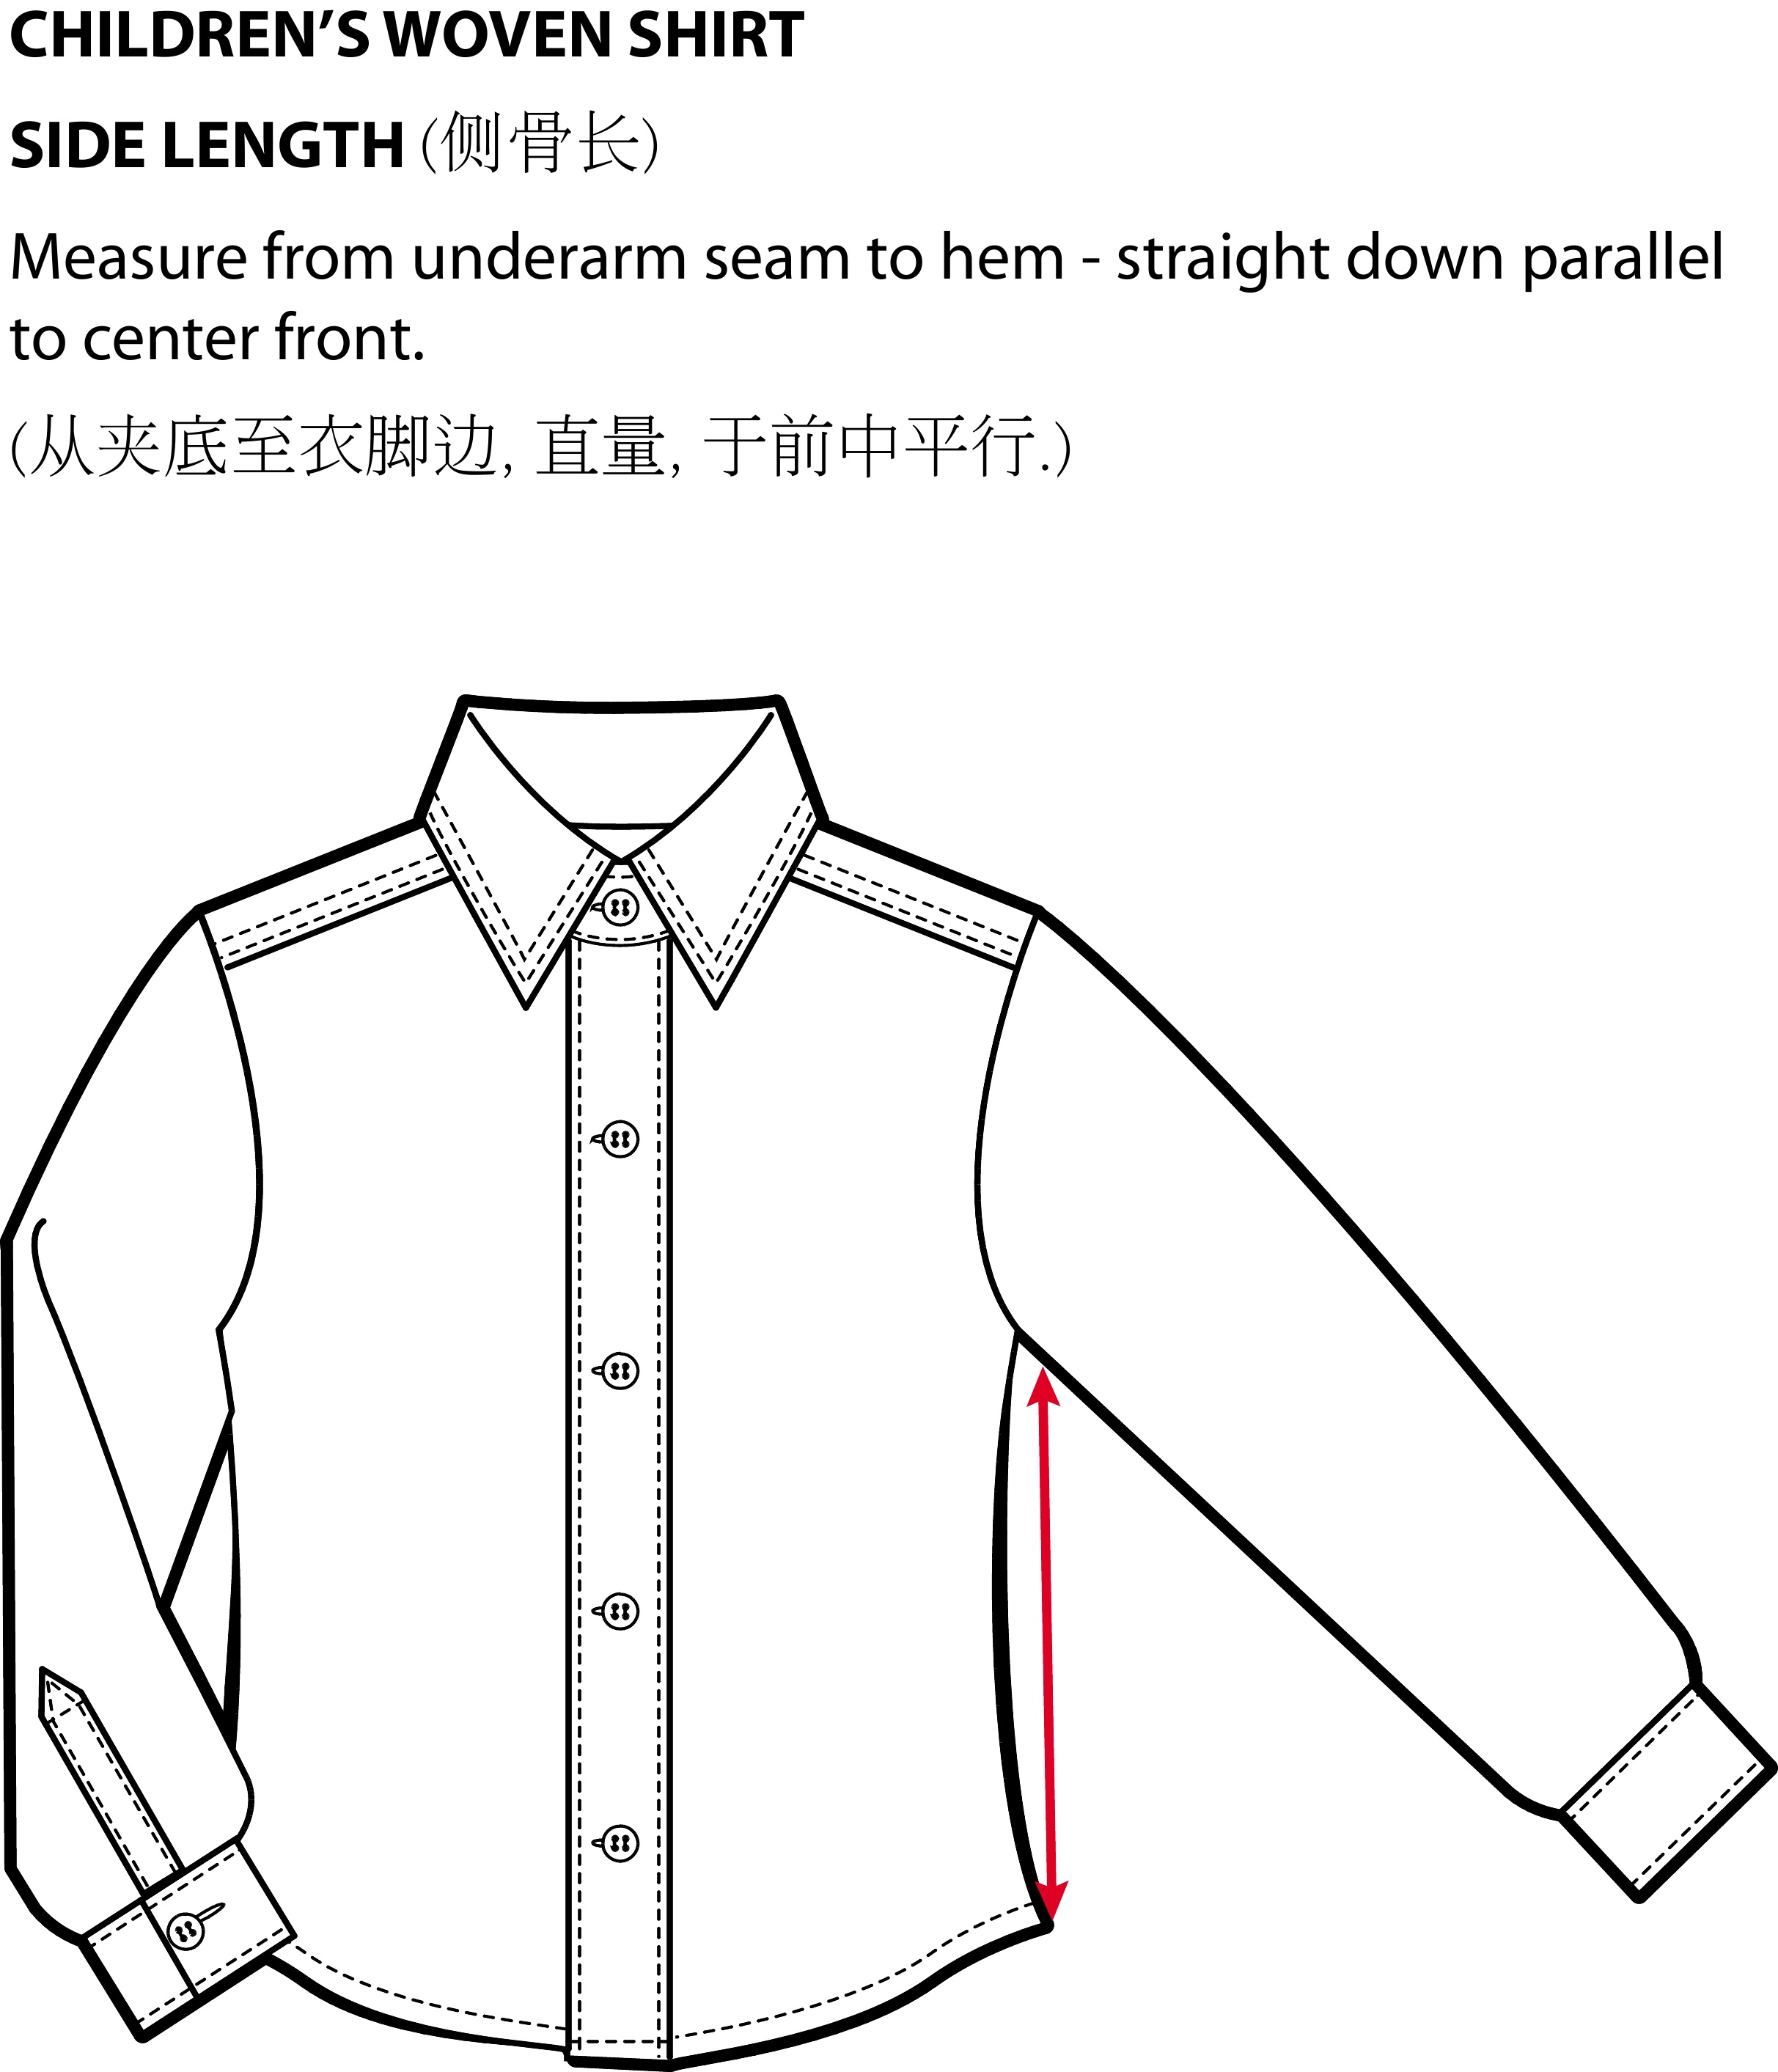 CHILDREN’S WOVEN SHIRT
SIDE LENGTH (侧骨长)
Measure from underarm seam to hem - straight down parallel
to center front.
(从夹底至衣脚边, 直量, 于前中平行.)